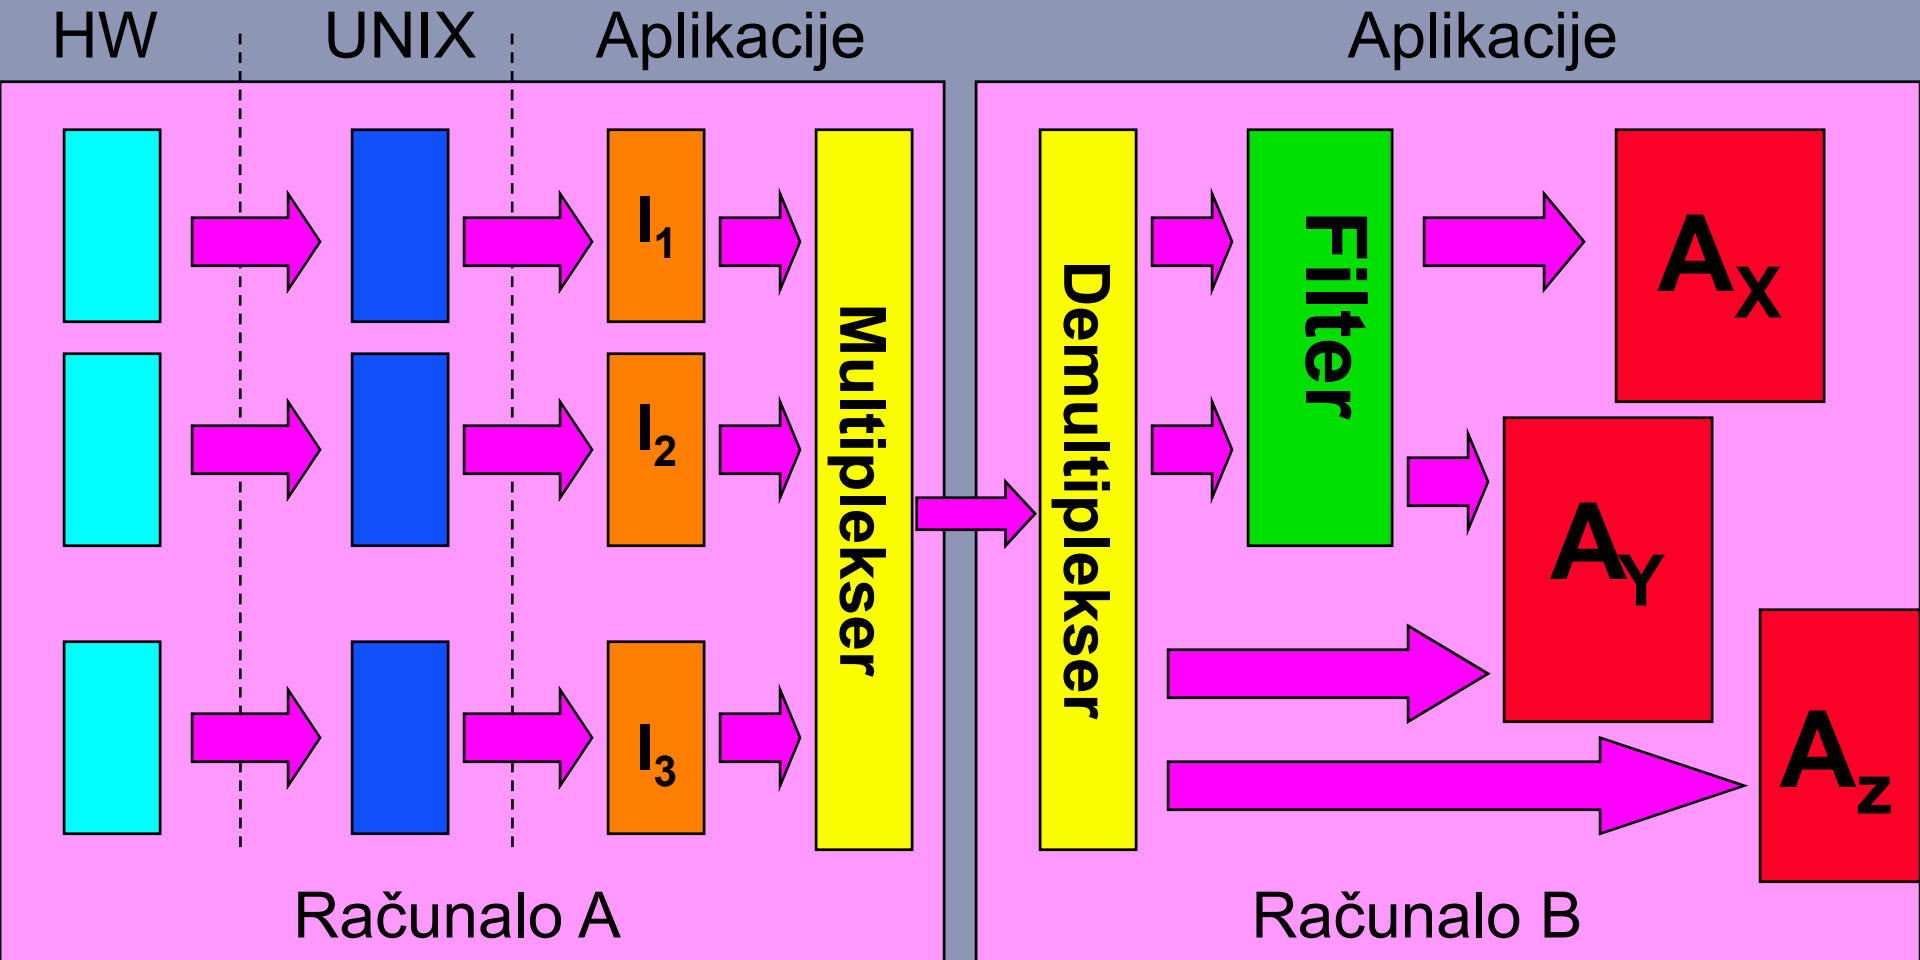 HW UNIX Aplikacije Aplikacije
I1
I2
I3
Multiplekser
Demultiplekser
Filter
AX
AY
Az
Računalo A
Računalo B